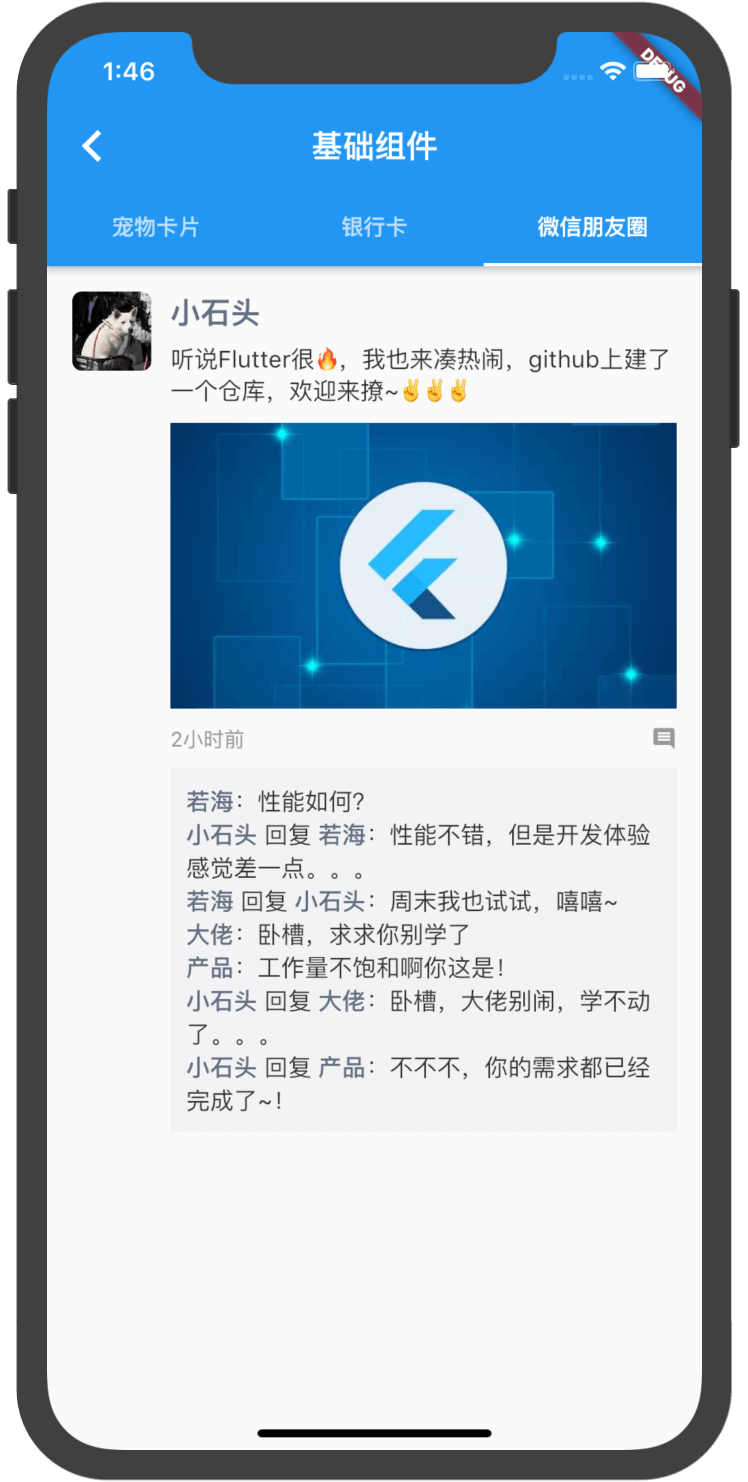 1:46
DEBUG
基础组件
宠物卡片
银行卡
微信朋友圈
小石头
听说Flutter很🔥，我也来凑热闹，github上建了
一个仓库，欢迎来撩~✌️✌️✌️
2小时前
若海：性能如何?
小石头 回复 若海：性能不错，但是开发体验
感觉差一点。。。
若海 回复 小石头：周末我也试试，嘻嘻~
大佬：卧槽，求求你别学了
产品：工作量不饱和啊你这是!
小石头 回复 大佬：卧槽，大佬别闹，学不动
了。。。
小石头 回复 产品：不不不，你的需求都已经
完成了~!